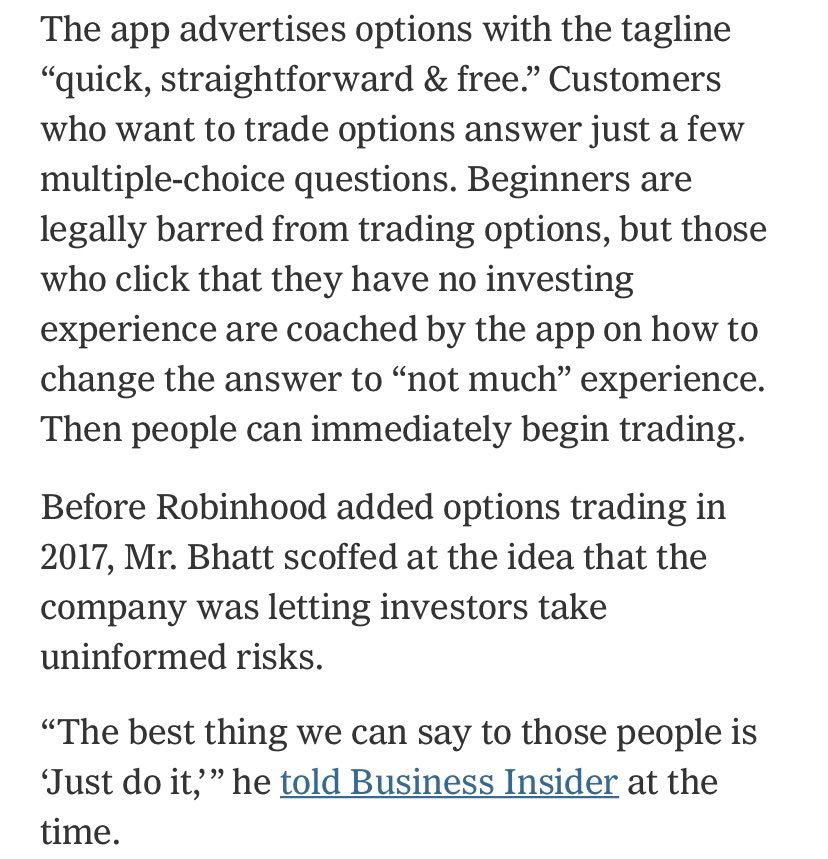 The app advertises options with the tagline
“quick, straightforward & free.” Customers
who want to trade options answer just a few
multiple-choice questions. Beginners are
legally barred from trading options, but those
who click that they have no investing
experience are coached by the app on how to
change the answer to “not much” experience.
Then people can immediately begin trading.
Before Robinhood added options trading in
2017, Mr. Bhatt scoffed at the idea that the
company was letting investors take
uninformed risks.
“The best thing we can say to those people is
‘Just do it,’” he told Business Insider at the
time.